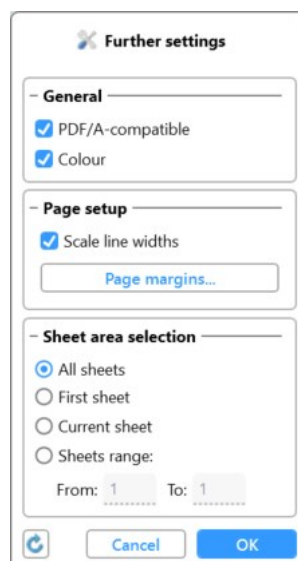 Further settings
General
PDF/A-compatible
Colour
Page setup
Scale line widths
Page margins...
Sheet area selection
All sheets
First sheet
Current sheet
Sheets range:
From: 1 To: 1
Cancel OK